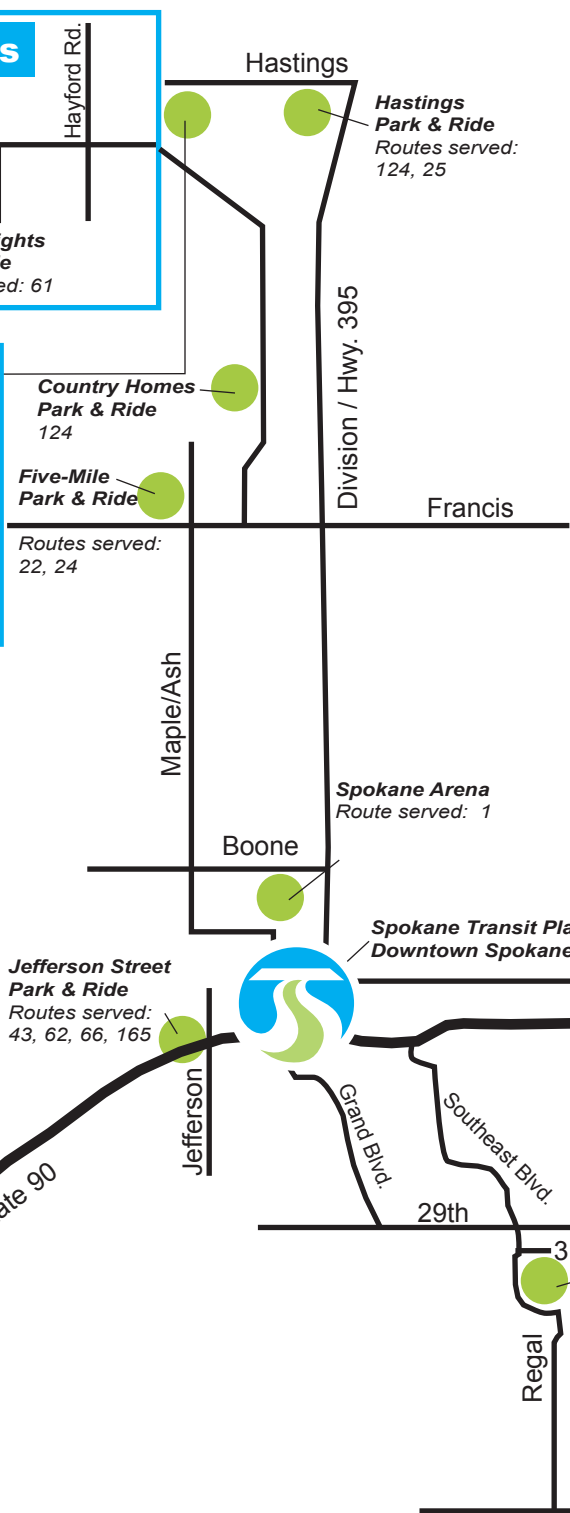 s
Hayford Rd.
Hastings
Hastings
Park & Ride
Routes served:
124, 25
ights
e
ed: 61
Division / Hwy. 395
Country Homes
Park & Ride
124
Five-Mile
Park & Ride
Francis
Routes served:
22, 24
Maple/Ash
Spokane Arena
Route served: 1
Boone
Spokane Transit Pla
Downtown Spokane
Jefferson Street
Park & Ride
Routes served:
43, 62, 66, 165
Jefferson
Grand Blvd.
Southeast Blvd.
ate 90
29th
3
Regal